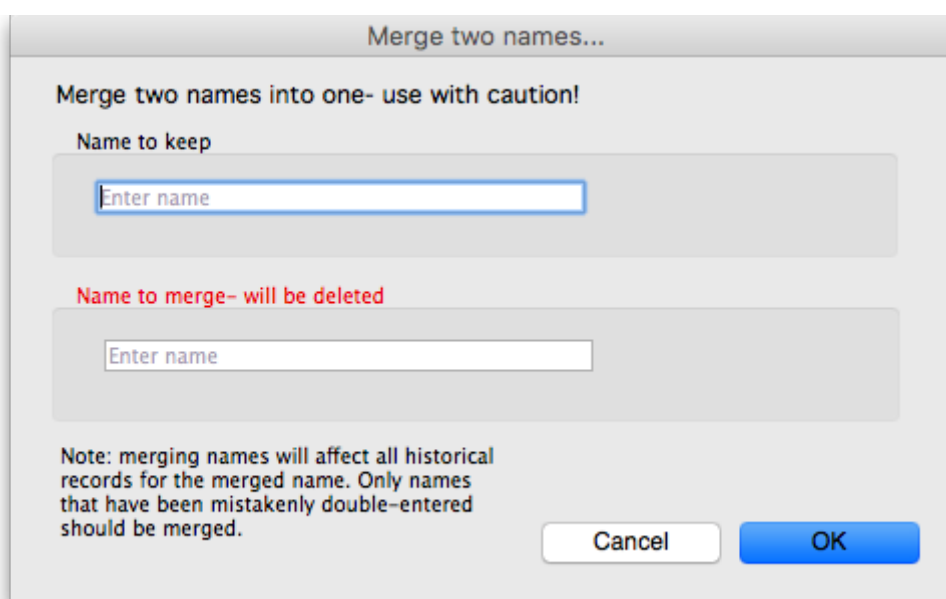 Merge two names...
Merge two names into one- use with caution!
Name to keep
Enter name
Name to merge- will be deleted
Enter name
Note: merging names will affect all historical
records for the merged name. Only names
that have been mistakenly double-entered
should be merged.
Cancel
OK